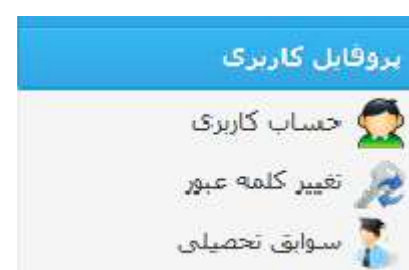 پروفایل کاربری
حساب کاربری
تغییر کلمه عبور
سوابق تحصیلی